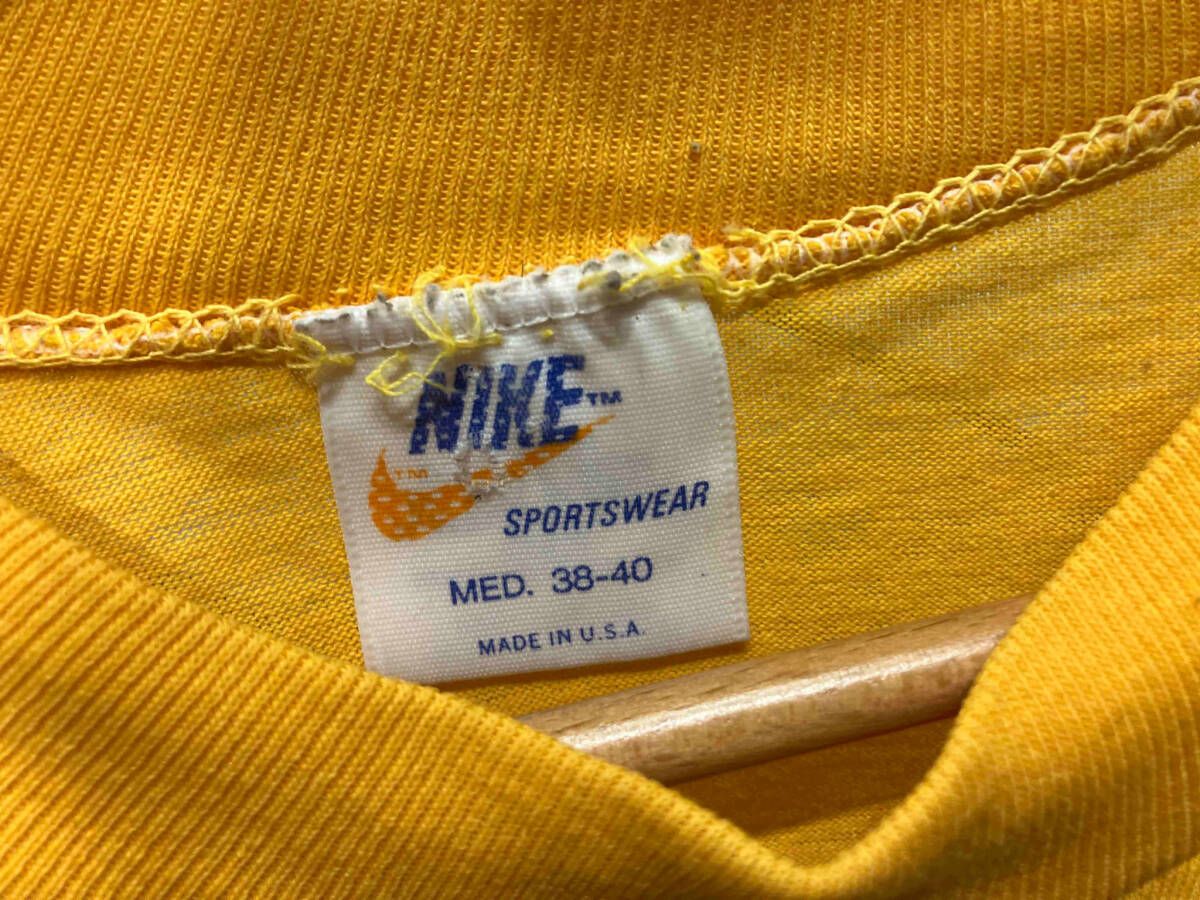 NIKE™
™
SPORTSWEAR
MED. 38-40
MADE IN U.S.A.